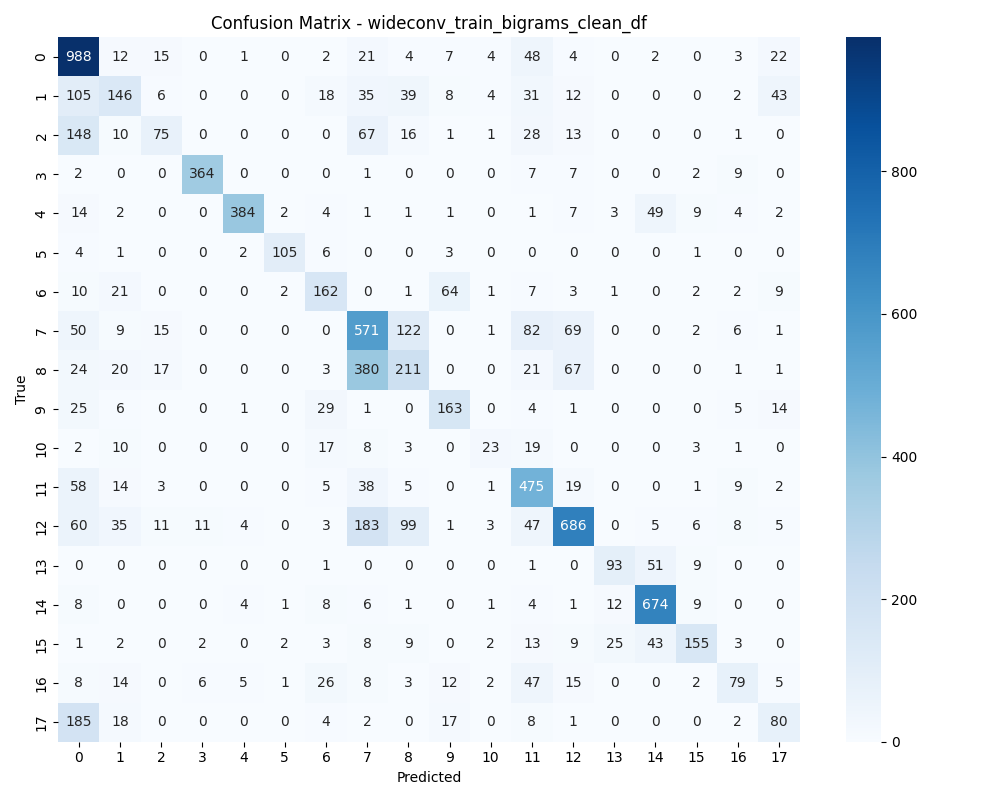 Confusion Matrix - wideconv_train_bigrams_clean_df
0 988 12 15 0 1 0 2 21 4 7 4 48 4 0 2 0 3 22
1 105 146 6 0 0 0 18 35 39 8 4 31 12 0 0 0 2 43
2 148 10 75 0 0 0 0 67 16 1 1 28 13 0 0 0 1 0
3 2 0 0 364 0 0 0 1 0 0 0 7 7 0 0 2 9 0
4 14 2 0 0 384 2 4 1 1 1 0 1 7 3 49 9 4 2
5 4 1 0 0 2 105 6 0 0 3 0 0 0 0 0 1 0 0
6 10 21 0 0 0 2 162 0 1 64 1 7 3 1 0 2 2 9
7 50 9 15 0 0 0 0 571 122 0 1 82 69 0 0 2 6 1
8 24 20 17 0 0 0 3 380 211 0 0 21 67 0 0 0 1 1
9 25 6 0 0 1 0 29 1 0 163 0 4 1 0 0 0 5 14
10 2 10 0 0 0 0 17 8 3 0 23 19 0 0 0 3 1 0
11 58 14 3 0 0 0 5 38 5 0 1 475 19 0 0 1 9 2
12 60 35 11 11 4 0 3 183 99 1 3 47 686 0 5 6 8 5
13 0 0 0 0 0 0 1 0 0 0 0 1 0 93 51 9 0 0
14 8 0 0 0 4 1 8 6 1 0 1 4 1 12 674 9 0 0
15 1 2 0 2 0 2 3 8 9 0 2 13 9 25 43 155 3 0
16 8 14 0 6 5 1 26 8 3 12 2 47 15 0 0 2 79 5
17 185 18 0 0 0 0 4 2 0 17 0 8 1 0 0 0 2 80
0 1 2 3 4 5 6 7 8 9 10 11 12 13 14 15 16 17
Predicted
True
800
600
400
200
0